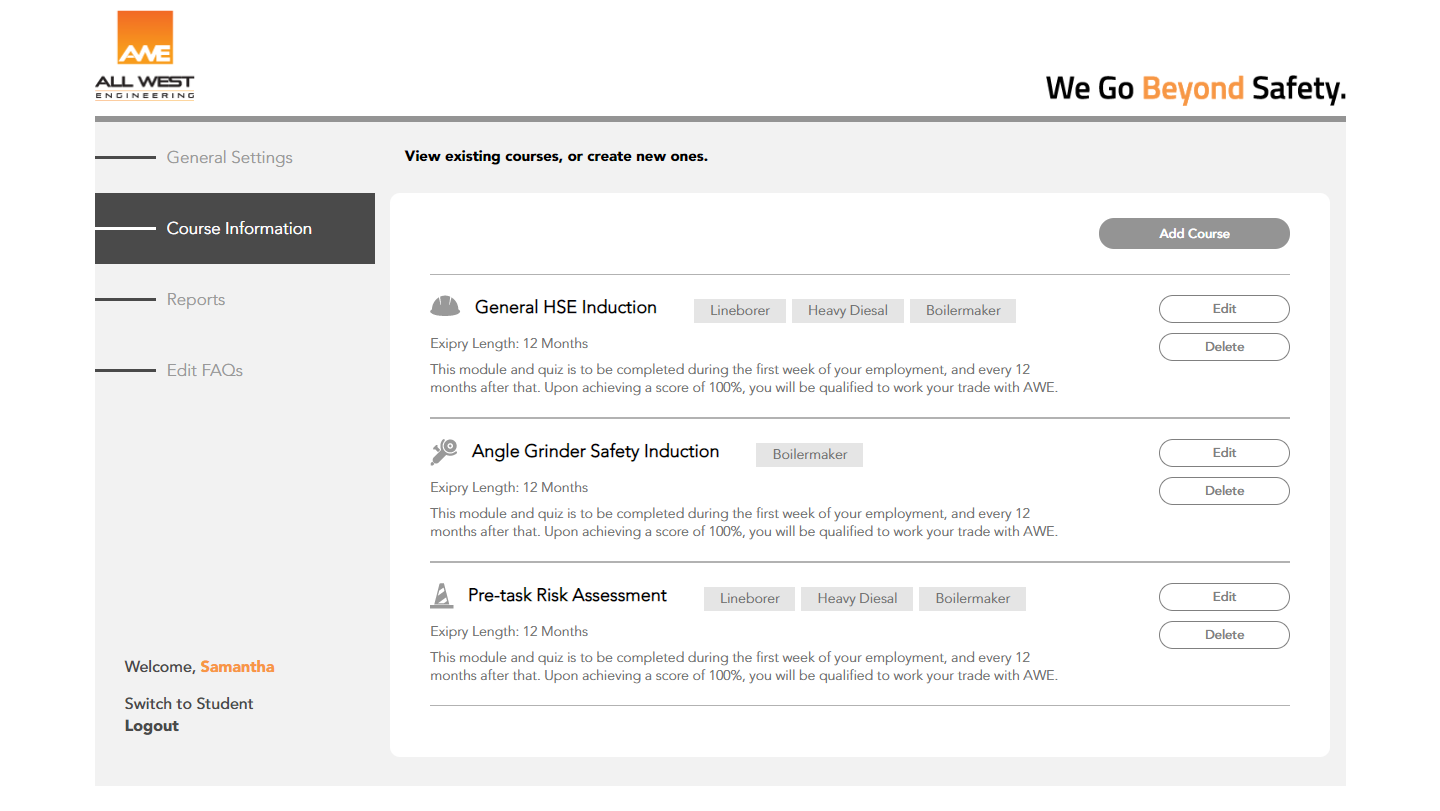 AWE
ALL WEST
ENGINEERING
We Go Beyond Safety.
General Settings
Course Information
Reports
Edit FAQs
View existing courses, or create new ones.
Add Course
General HSE Induction
Lineborer
Heavy Diesal
Boilermaker
Edit
Delete
Exipry Length: 12 Months
This module and quiz is to be completed during the first week of your employment, and every 12
months after that. Upon achieving a score of 100%, you will be qualified to work your trade with AWE.
Angle Grinder Safety Induction
Boilermaker
Edit
Delete
Exipry Length: 12 Months
This module and quiz is to be completed during the first week of your employment, and every 12
months after that. Upon achieving a score of 100%, you will be qualified to work your trade with AWE.
Pre-task Risk Assessment
Lineborer
Heavy Diesal
Boilermaker
Edit
Delete
Exipry Length: 12 Months
This module and quiz is to be completed during the first week of your employment, and every 12
months after that. Upon achieving a score of 100%, you will be qualified to work your trade with AWE.
Welcome, Samantha
Switch to Student
Logout